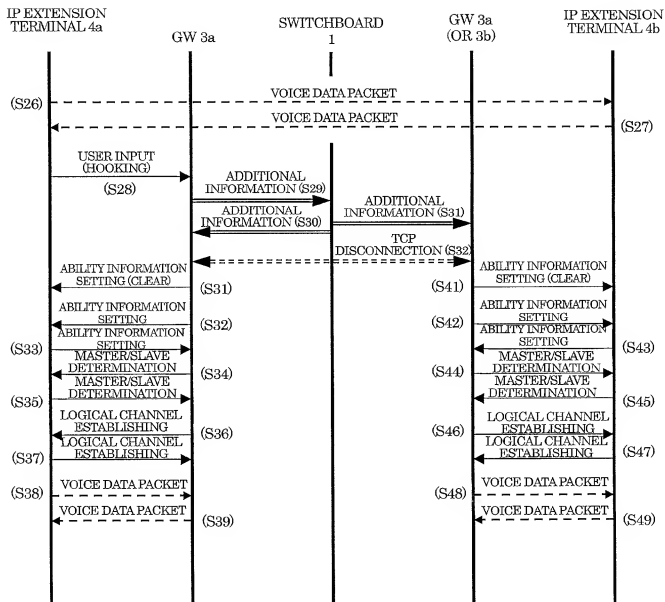 IP EXTENSION
TERMINAL 4a
GW 3a
SWITCHBOARD
1
GW 3a
(OR 3b)
IP EXTENSION
TERMINAL 4b
(S26)
VOICE DATA PACKET
VOICE DATA PACKET
(S27)
USER INPUT
(HOOKING)
(S28)
ADDITIONAL
INFORMATION (S29)
ADDITIONAL
INFORMATION (S30)
ADDITIONAL
INFORMATION (S31)
TCP
DISCONNECTION (S32)
ABILITY INFORMATION
SETTING (CLEAR)
(S31)
ABILITY INFORMATION
SETTING
(S32)
ABILITY INFORMATION
SETTING
(S33)
MASTER/SLAVE
DETERMINATION
(S34)
MASTER/SLAVE
DETERMINATION
(S35)
LOGICAL CHANNEL
ESTABLISHING
(S36)
LOGICAL CHANNEL
ESTABLISHING
(S37)
VOICE DATA PACKET
(S38)
VOICE DATA PACKET
(S39)
(S41)
ABILITY INFORMATION
SETTING (CLEAR)
(S42)
ABILITY INFORMATION
SETTING
ABILITY INFORMATION
SETTING
(S43)
(S44)
MASTER/SLAVE
DETERMINATION
MASTER/SLAVE
DETERMINATION
(S45)
(S46)
LOGICAL CHANNEL
ESTABLISHING
LOGICAL CHANNEL
ESTABLISHING
(S47)
(S48)
VOICE DATA PACKET
VOICE DATA PACKET
(S49)